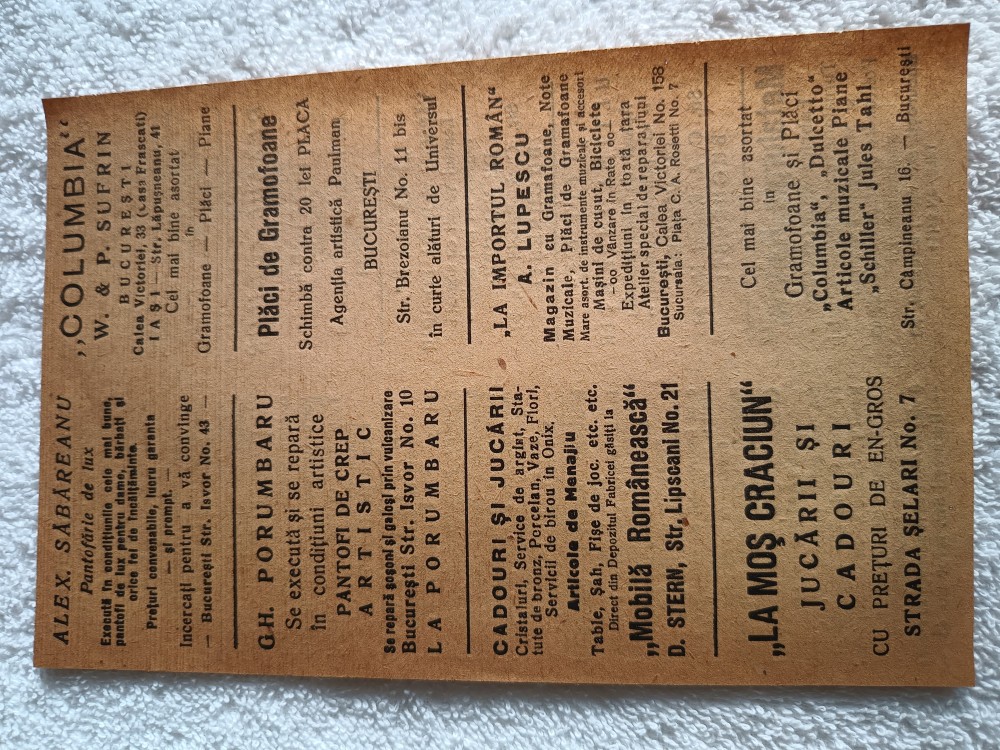 ALEX. SĂBĂREANU
Pantofărie de lux
Execută în condițiunile cele mai bune,
pantofi de lux pentru dame, bărbați și
orice fel de încălțăminte.
Prețuri convenabile, lucru garanta
— și prompt. —
Incercați pentru a vă convinge
— București Str. Isvor No. 43 —
GH. PORUMBARU
Se execută și se repară
în condițiuni artistice
PANTOFI DE CREP
ARTISTIC
Se repară șoșoni și galoși prin vulcanizare
București Str. Isvor No. 10
LA PORUMBARU
CADOURI ȘI JUCĂRII
Cristaluri, Service de argint, Sta-
tute de bronz, Porcelan, Vaze, Flori,
Servicii de birou in Onix,
Articole de Menajiu
Table, Șah, Fișe de joc. etc. etc.
Direct din Depozitul Fabricei găsiți la
„Mobilă Românească“
D. STERN, Str, Lipscani No. 21
„LA MOȘ CRACIUN“
JUCĂRII ȘI
CADOURI
CU PREȚURI DE EN-GROS
STRADA ȘELARI No. 7
„COLUMBIA“
W. & P. SUFRIN
BUCUREȘTI
Calea Victoriei, 33 (Casa Frascati)
IAȘI — Str. Lăpușneanu, 41
Cel mai bine asortat
în
Gramofoane — Plăci — Piane
Plăci de Gramofoane
Schimbă contra 20 lei PLACA
Agenția artistică Paulman
BUCUREȘTI
Str. Brezoianu No. 11 bis
în curte alături de Universul
„LA IMPORTUL ROMÂN“
A. LUPESCU
Magazin cu Gramafoane, Note
Muzicale, Plăci de Gramafoane
Mare asort. de instrumente muzicale și accesorii
Mașini de cusut, Biciclete
—oo Vânzare în Rate oo—
Expedițiuni în toată țara
Atelier special de reparațiuni
București, Calea Victoriei No. 158
Sucursala: Piața C. A. Rosetti No. 7
Cel mai bine asortat
în
Gramofoane și Plăci
„Columbia“, „Dulcetto“
Articole muzicale Piane
„Schiller“ Jules Tahl.
Str. Câmpineanu 16. — București